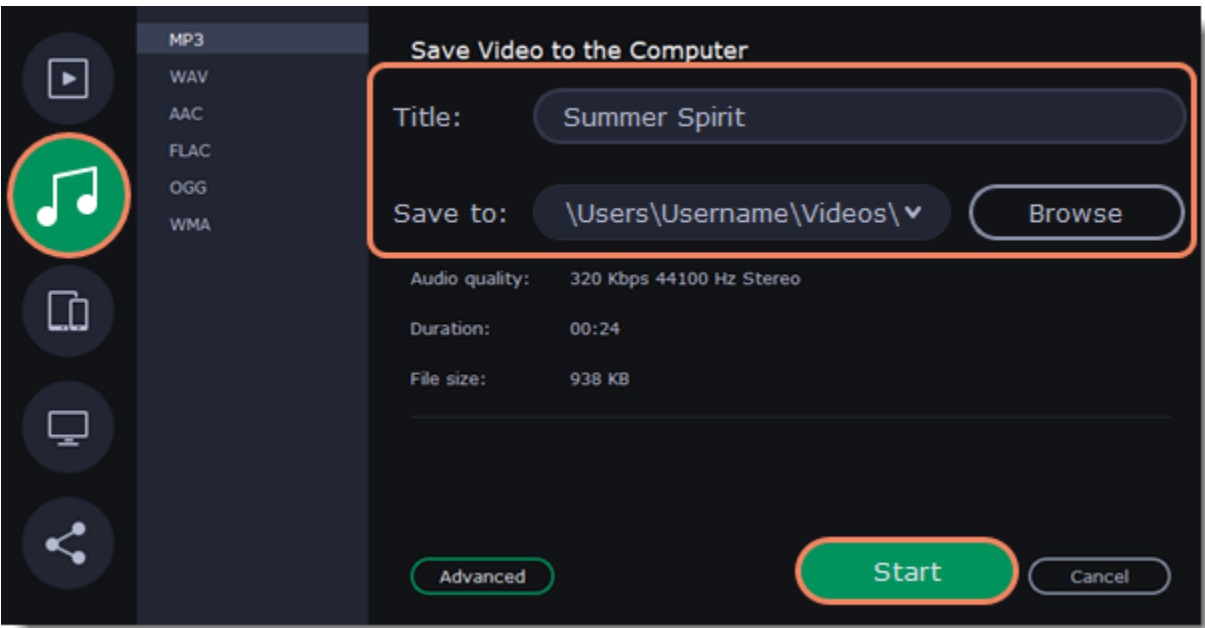 MP3
WAV
AAC
FLAC
OGG
WMA
Save Video to the Computer
Title: Summer Spirit
Save to: \Users\Username\Videos\ Browse
Audio quality: 320 Kbps 44100 Hz Stereo
Duration: 00:24
File size: 938 KB
Advanced Start Cancel